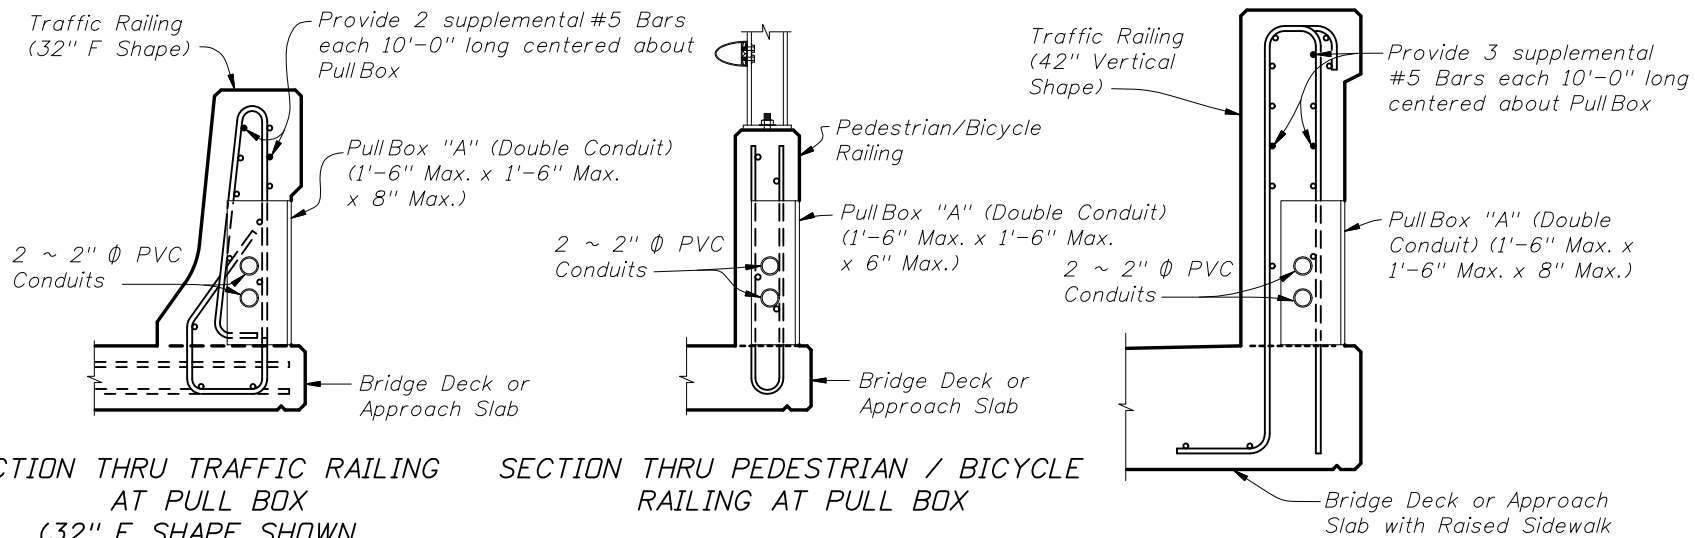 Traffic Railing
(32" F Shape)
Provide 2 supplemental #5 Bars
each 10'-0" long centered about
Pull Box
Pull Box "A" (Double Conduit)
(1'-6" Max. x 1'-6" Max.
x 8" Max.)
2 ~ 2" ϕ PVC
Conduits
Bridge Deck or
Approach Slab
CTION THRU TRAFFIC RAILING
AT PULL BOX
(32" F SHAPE SHOWN
Pedestrian/Bicycle
Railing
Pull Box "A" (Double Conduit)
(1'-6" Max. x 1'-6" Max.
x 6" Max.)
2 ~ 2" ϕ PVC
Conduits
Bridge Deck or
Approach Slab
SECTION THRU PEDESTRIAN / BICYCLE
RAILING AT PULL BOX
Traffic Railing
(42" Vertical
Shape)
Provide 3 supplemental
#5 Bars each 10'-0" long
centered about Pull Box
Pull Box "A" (Double
Conduit) (1'-6" Max. x
1'-6" Max. x 8" Max.)
2 ~ 2" ϕ PVC
Conduits
Bridge Deck or Approach
Slab with Raised Sidewalk